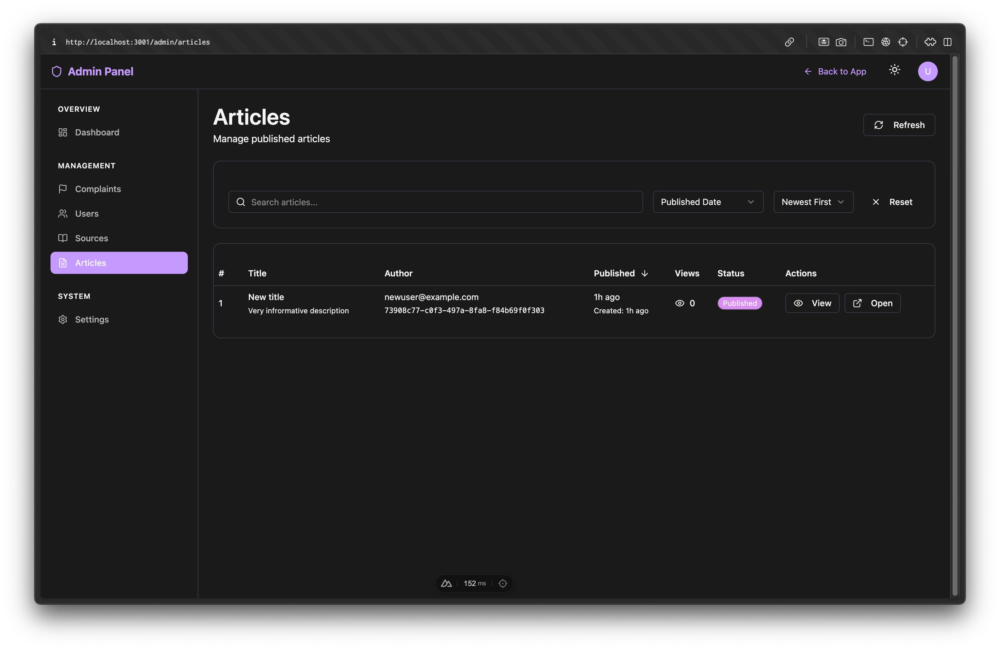 i http://localhost:3001/admin/articles
Admin Panel
Back to App
U
OVERVIEW
Dashboard
MANAGEMENT
Complaints
Users
Sources
Articles
SYSTEM
Settings
Articles
Manage published articles
Refresh
Search articles...
Published Date
Newest First
Reset
# Title Author Published Views Status Actions
1 New title newuser@example.com 1h ago 0 Published View Open
Very infrormative description 73908c77-c0f3-497a-8fa8-f84b69f0f303 Created: 1h ago
152 ms